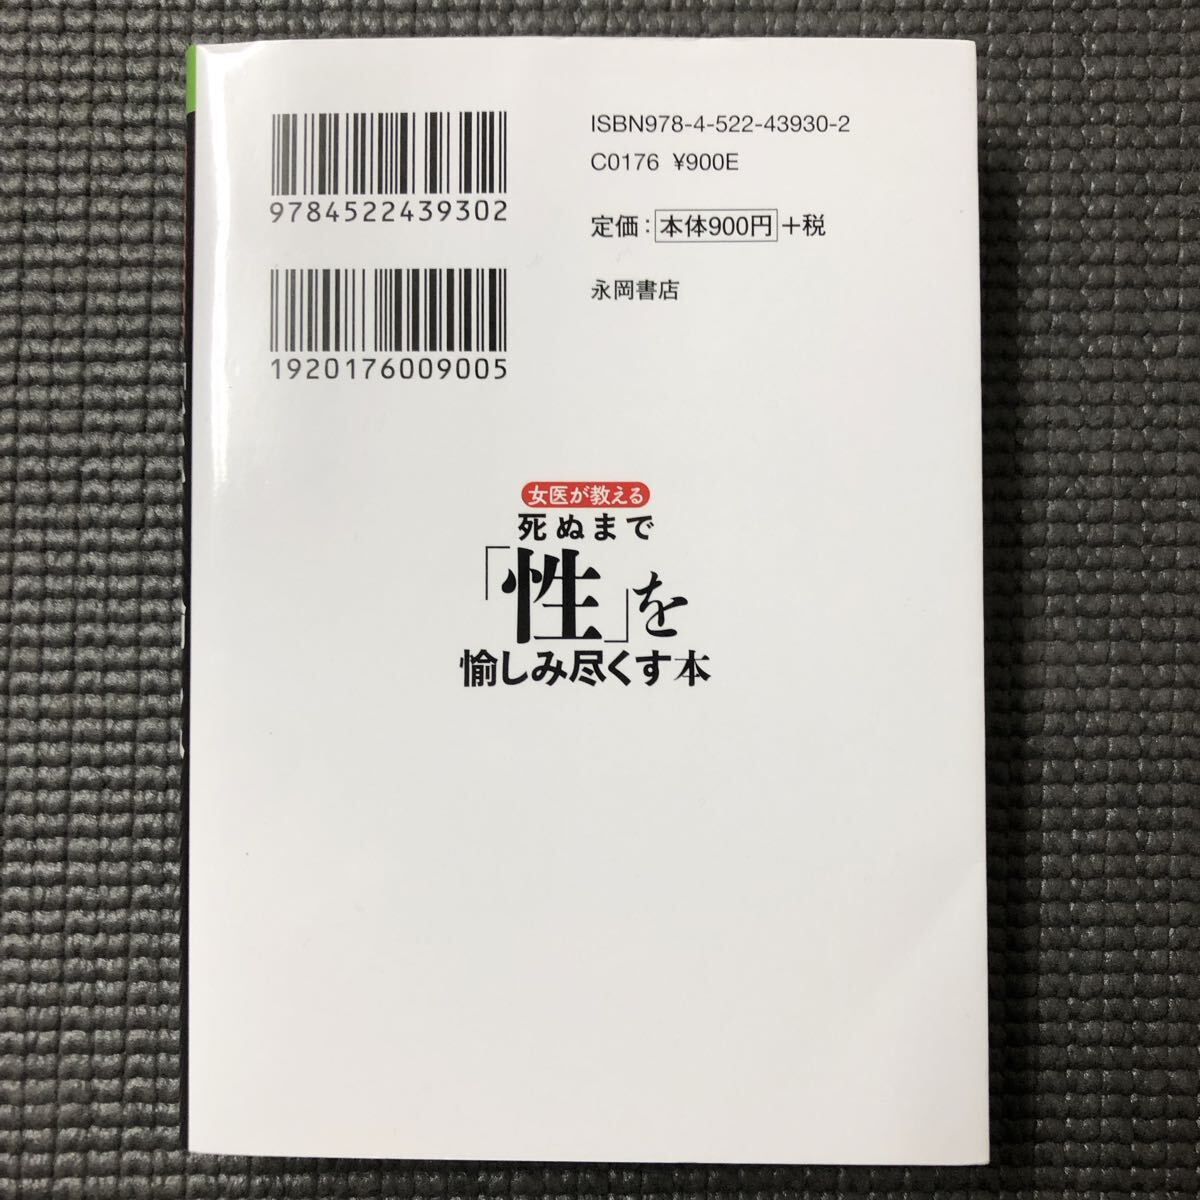 ISBN978-4-522-43930-2
C0176 ¥900E
定価：本体900円+税
永岡書店
9784522439302
1920176009005
女医が教える
死ぬまで
「性」を
愉しみ尽くす本